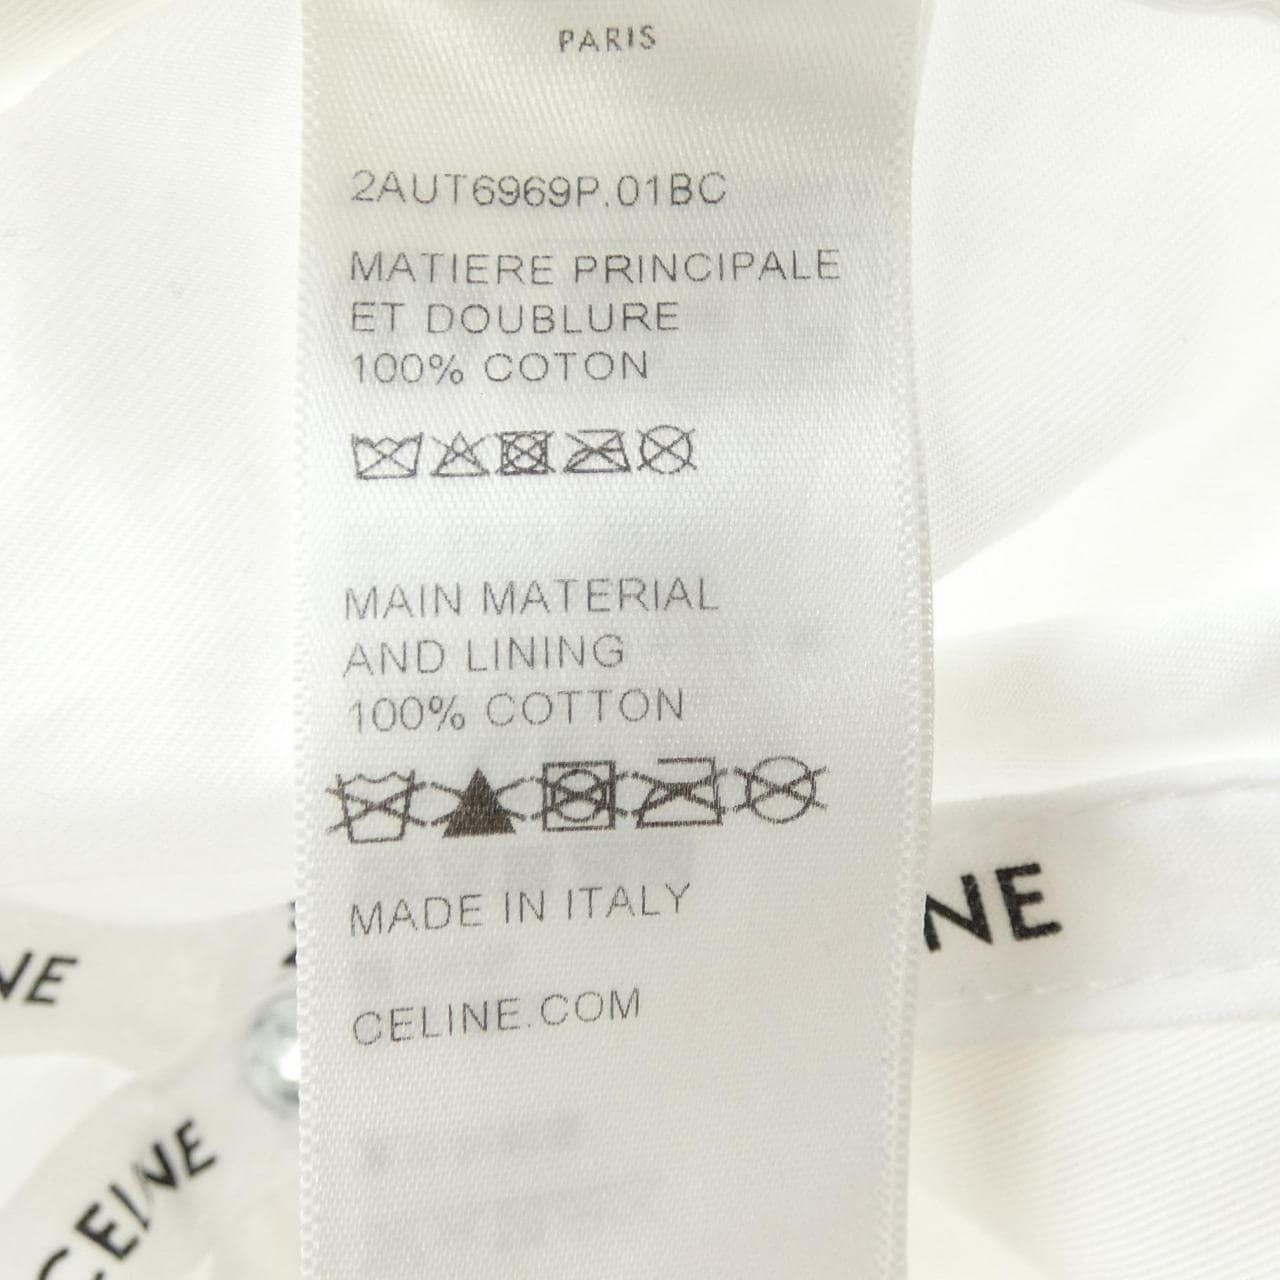 PARIS
2AUT6969P.01BC
MATIERE PRINCIPALE
ET DOUBLURE
100% COTON
MAIN MATERIAL
AND LINING
100% COTTON
MADE IN ITALY
CELINE.COM
NE
NE
CEINE